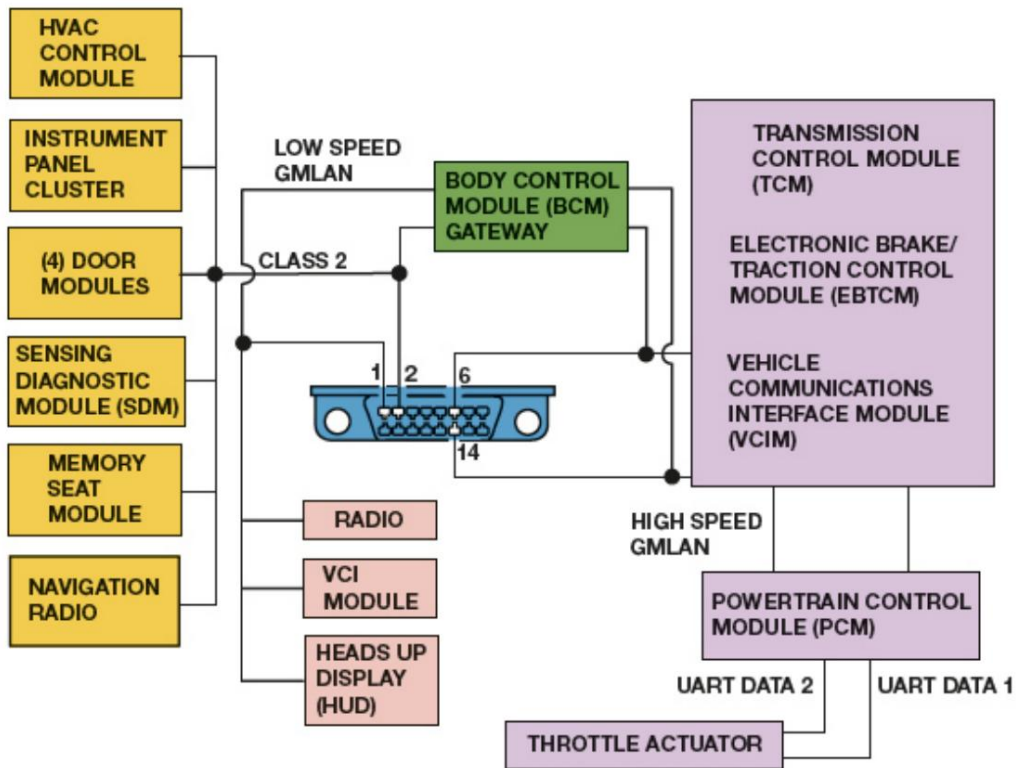 HVAC
CONTROL
MODULE
INSTRUMENT
PANEL
CLUSTER
(4) DOOR
MODULES
SENSING
DIAGNOSTIC
MODULE (SDM)
MEMORY
SEAT
MODULE
NAVIGATION
RADIO
LOW SPEED
GMLAN
CLASS 2
BODY CONTROL
MODULE (BCM)
GATEWAY
1
2
6
14
RADIO
VCI
MODULE
HEADS UP
DISPLAY
(HUD)
TRANSMISSION
CONTROL MODULE
(TCM)
ELECTRONIC BRAKE/
TRACTION CONTROL
MODULE (EBTCM)
VEHICLE
COMMUNICATIONS
INTERFACE MODULE
(VCIM)
HIGH SPEED
GMLAN
POWERTRAIN CONTROL
MODULE (PCM)
UART DATA 2
UART DATA 1
THROTTLE ACTUATOR